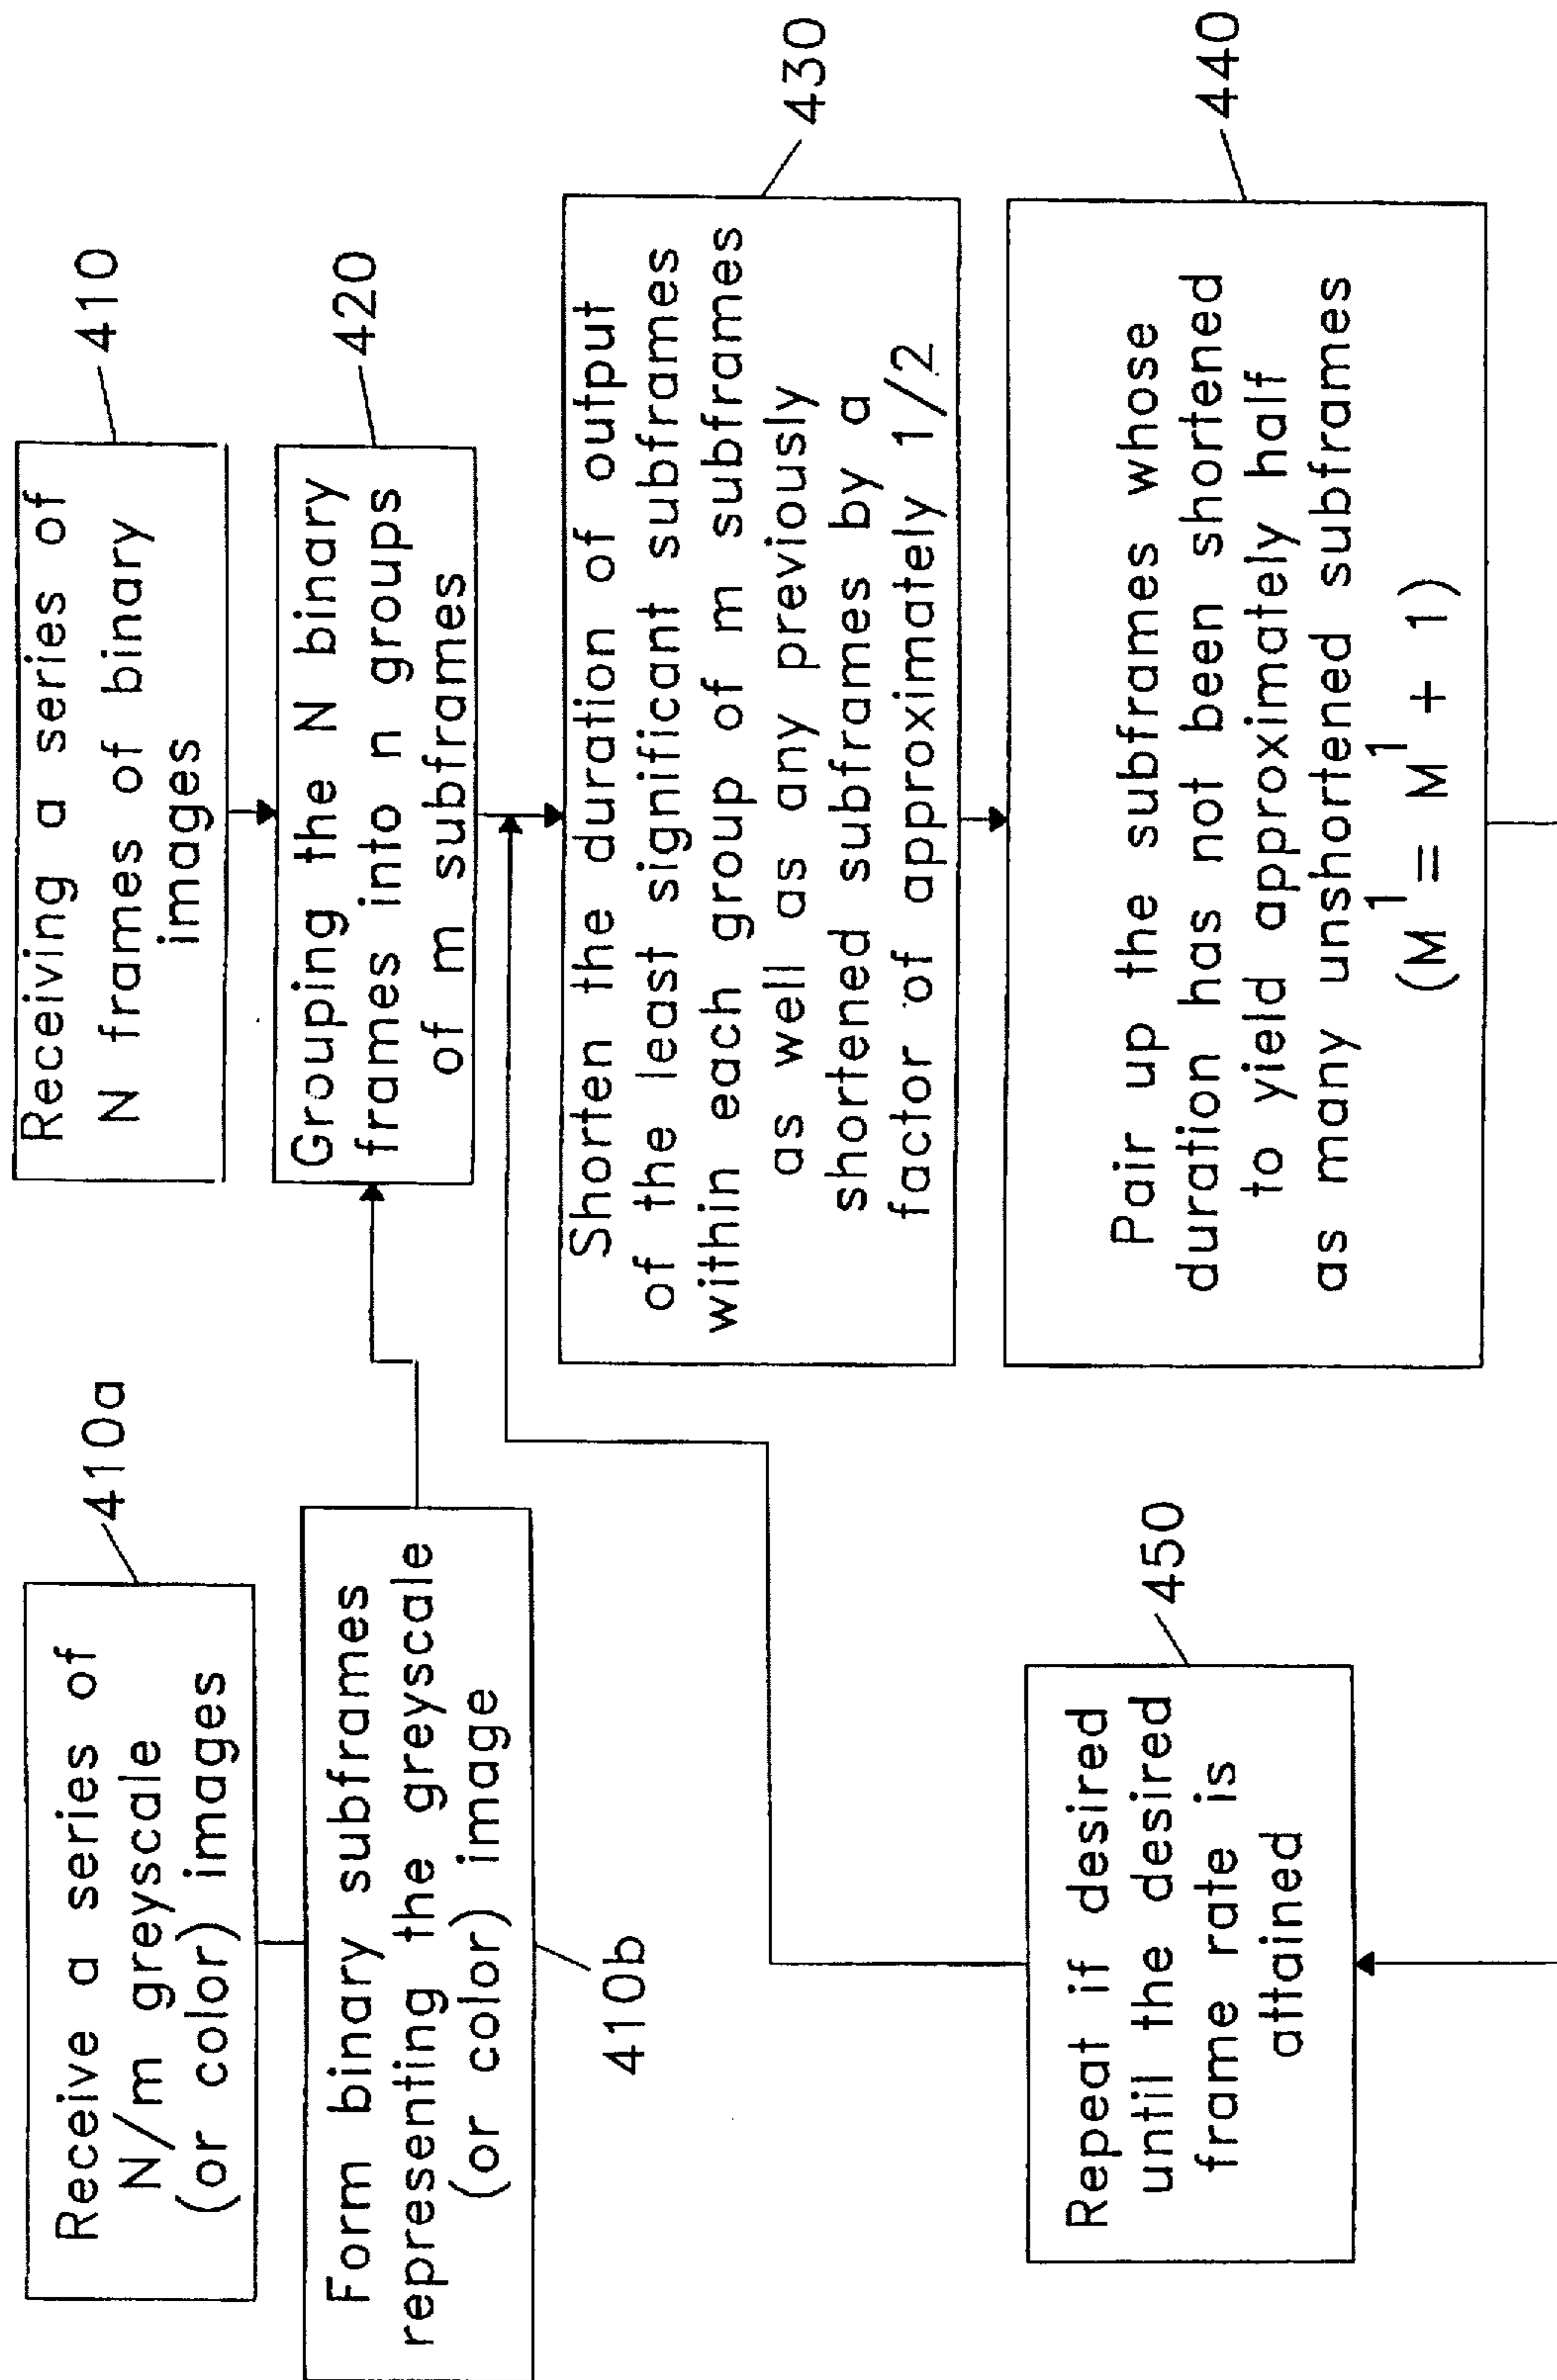 Receive a series of
N/m greyscale
(or color) images
410a
Form binary subframes
representing the greyscale
(or color) image
410b
Receiving a series of
N frames of binary
images
410
Grouping the N binary
frames into n groups
of m subframes
420
Shorten the duration of output
of the least significant subframes
within each group of m subframes
as well as any previously
shortened subframes by a
factor of approximately 1/2
430
Pair up the subframes whose
duration has not been shortened
to yield approximately half
as many unshortened subframes
(M¹ = M¹ + 1)
440
Repeat if desired
until the desired
frame rate is
attained
450